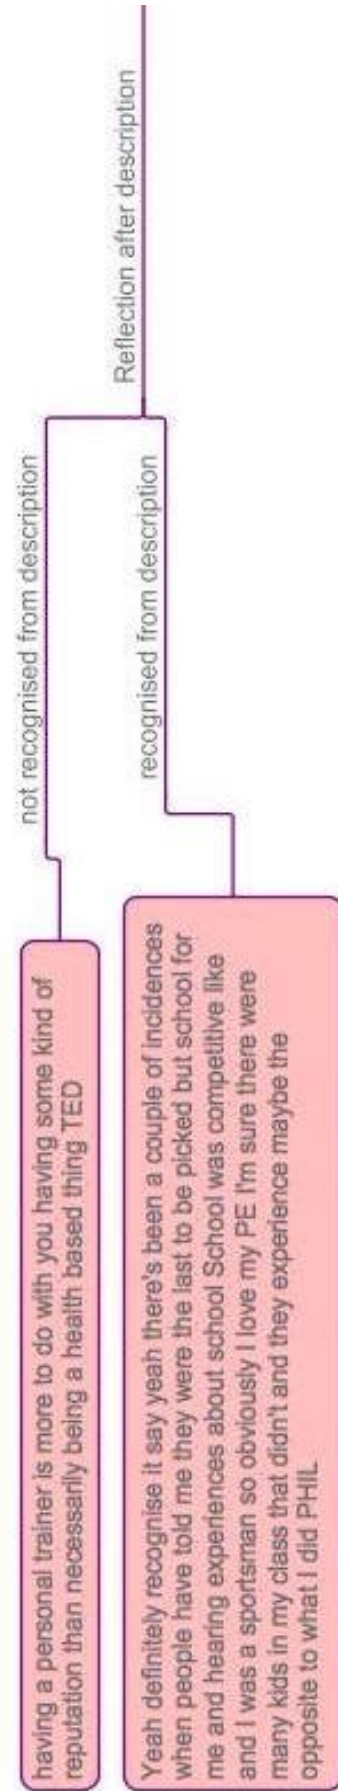 Reflection after description
not recognised from description
having a personal trainer is more to do with you having some kind of
reputation than necessarily being a health based thing TED
recognised from description
Yeah definitely recognise it say yeah there's been a couple of incidences
when people have told me they were the last to be picked but school for
me and hearing experiences about school School was competitive like
and I was a sportsman so obviously I love my PE I'm sure there were
many kids in my class that didn't and they experience maybe the
opposite to what I did PHIL